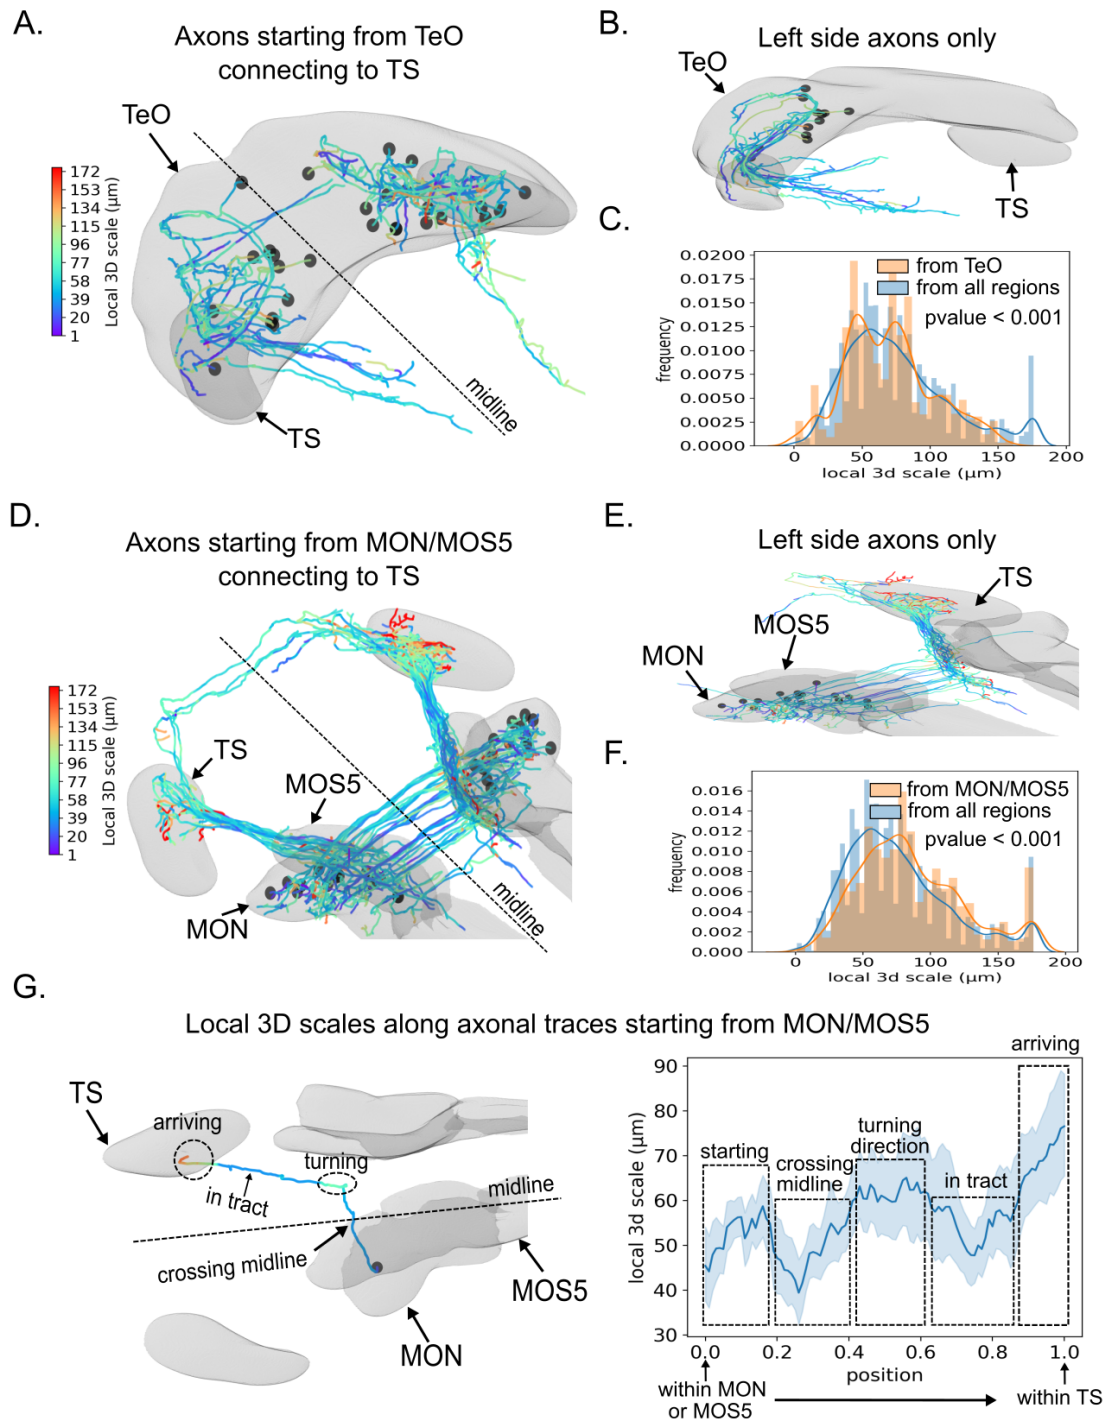 A.
Axons starting from TeO
connecting to TS
TeO
172
153
134
115
96
77
58
39
20
1
Local 3D scale (µm)
midline
TS
B.
Left side axons only
TeO
TS
C.
0.0200
0.0175
0.0150
0.0125
0.0100
0.0075
0.0050
0.0025
0.0000
frequency
from TeO
from all regions
pvalue < 0.001
0 50 100 150 200
local 3d scale (µm)
D.
Axons starting from MON/MOS5
connecting to TS
172
153
134
115
96
77
58
39
20
1
Local 3D scale (µm)
TS
MOS5
MON
midline
E.
Left side axons only
TS
MOS5
MON
F.
0.016
0.014
0.012
0.010
0.008
0.006
0.004
0.002
0.000
frequency
from MON/MOS5
from all regions
pvalue < 0.001
0 50 100 150 200
local 3d scale (µm)
G.
Local 3D scales along axonal traces starting from MON/MOS5
TS
arriving
turning
in tract
midline
crossing midline
MOS5
MON
arriving
90
80
70
60
50
40
30
local 3d scale (µm)
starting
crossing
midline
turning
direction
in tract
0.0 0.2 0.4 0.6 0.8 1.0
position
within MON
or MOS5
within TS